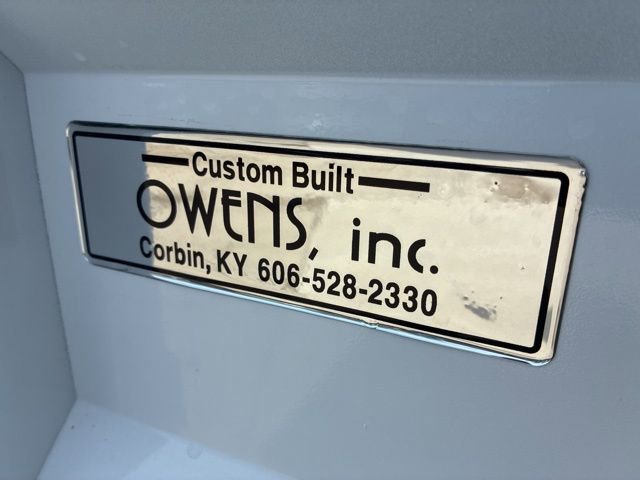 Custom Built
OWENS, inc.
Corbin, KY 606-528-2330